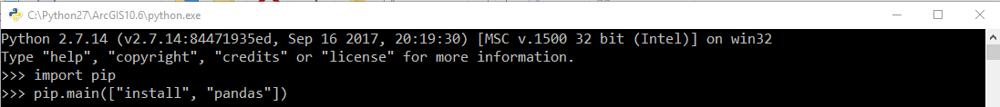 C:\Python27\ArcGIS10.6\python.exe
Python 2.7.14 (v2.7.14:84471935ed, Sep 16 2017, 20:19:30) [MSC v.1500 32 bit (Intel)] on win32
Type "help", "copyright", "credits" or "license" for more information.
>>> import pip
>>> pip.main(["install", "pandas"])